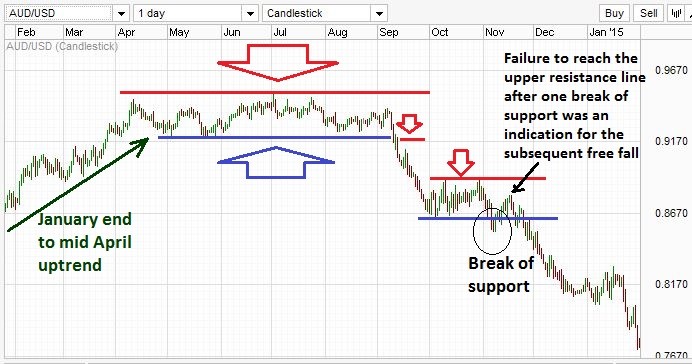 AUD/USD
1 day
Candlestick
Buy
Sell
Feb
Mar
April
May
Jun
Jul
Aug
Sep
Oct
Nov
Dec
Jan '15
AUD/USD (Candlestick)
Failure to reach the
upper resistance line
after one break of
support was an
indication for the
subsequent free fall
0.9670
0.9170
0.8670
0.8170
0.7670
January end
to mid April
uptrend
Break of
support